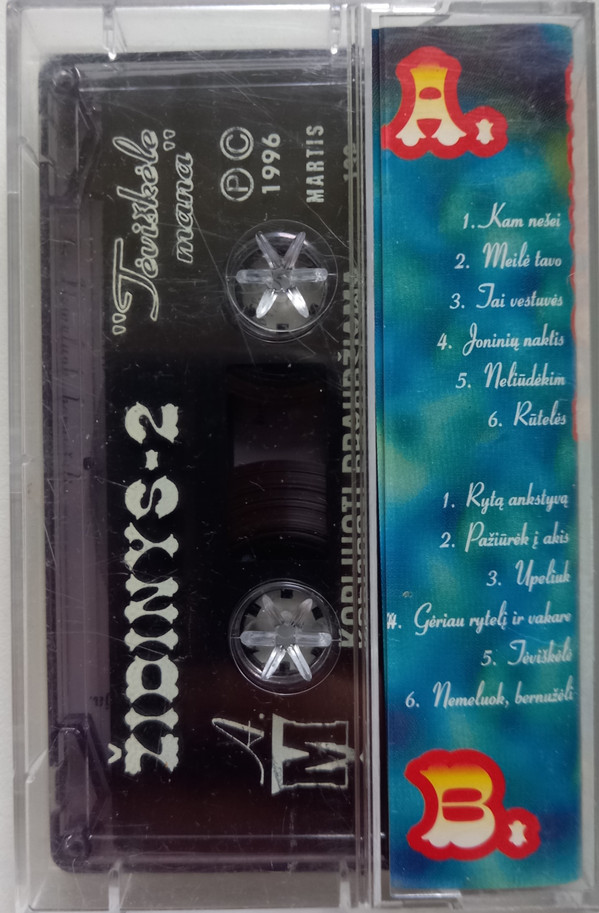 "Tėviškėle
mana"
Ⓟ ©
1996
MARTIS
ŽIDINYS-2
A.
M
KOPIJUOTI DRAUDŽIAMA
A.
1. Kam nešei
2. Meilė tavo
3. Tai vestuvės
4. Joninių naktis
5. Neliūdėkim
6. Rūtelės
1. Rytą ankstyvą
2. Pažiūrėk į akis
3. Upeliuk
4. Gėriau rytelį ir vakare
5. Tėviškėlė
6. Nemeluok, bernužėli
B.